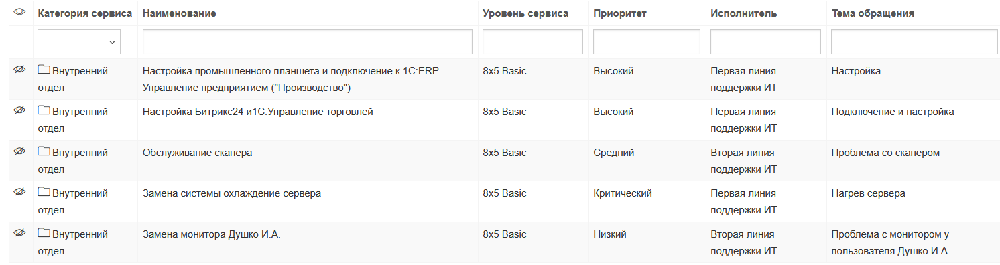 Категория сервиса Наименование Уровень сервиса Приоритет Исполнитель Тема обращения
Внутренний Настройка промышленного планшета и подключение к 1С:ERP 8x5 Basic Высокий Первая линия Настройка
отдел Управление предприятием ("Производство") поддержки ИТ
Внутренний Настройка Битрикс24 и1С:Управление торговлей 8x5 Basic Высокий Первая линия Подключение и настройка
отдел поддержки ИТ
Внутренний Обслуживание сканера 8x5 Basic Средний Вторая линия Проблема со сканером
отдел поддержки ИТ
Внутренний Замена системы охлаждение сервера 8x5 Basic Критический Первая линия Нагрев сервера
отдел поддержки ИТ
Внутренний Замена монитора Душко И.А. 8x5 Basic Низкий Вторая линия Проблема с монитором у
отдел поддержки ИТ пользователя Душко И.А.